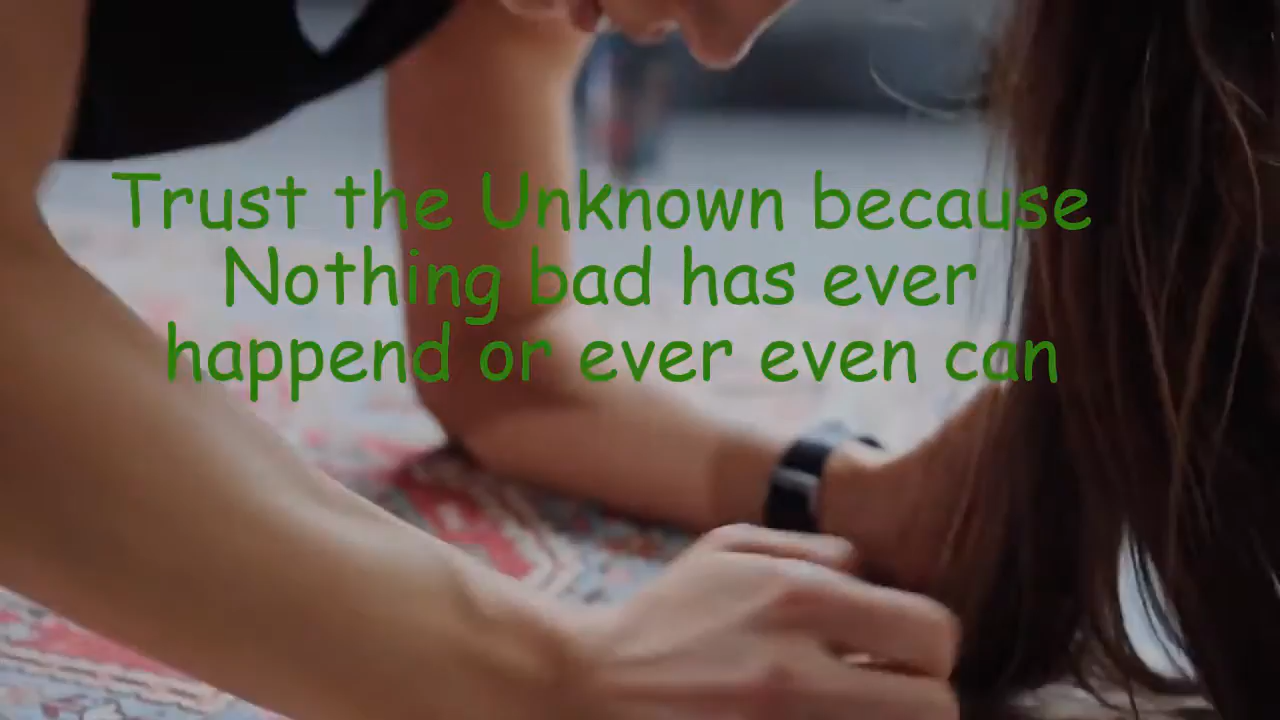 Trust the Unknown because
Nothing bad has ever
happend or ever even can